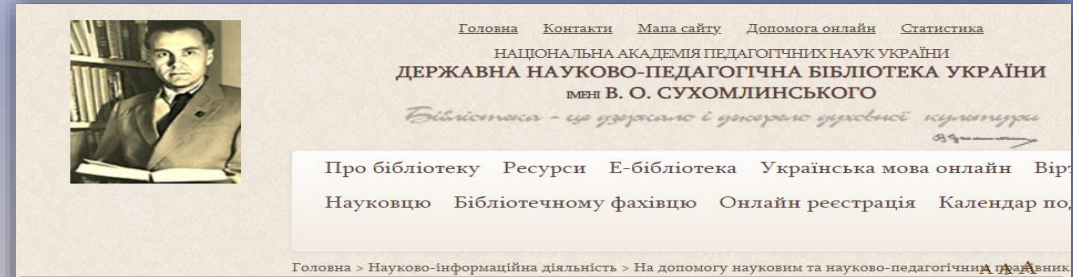 Головна Контакти Мапа сайту Допомога онлайн Статистика
НАЦІОНАЛЬНА АКАДЕМІЯ ПЕДАГОГІЧНИХ НАУК УКРАЇНИ
ДЕРЖАВНА НАУКОВО-ПЕДАГОГІЧНА БІБЛІОТЕКА УКРАЇНИ
ІМЕНІ В. О. СУХОМЛИНСЬКОГО
Бібліотека - це дзеркало і джерело духовної культури
Про бібліотеку Ресурси Е-бібліотека Українська мова онлайн Вірт
Науковцю Бібліотечному фахівцю Онлайн реєстрація Календар по
Головна > Науково-інформаційна діяльність > На допомогу науковим та науково-педагогічним
A A A